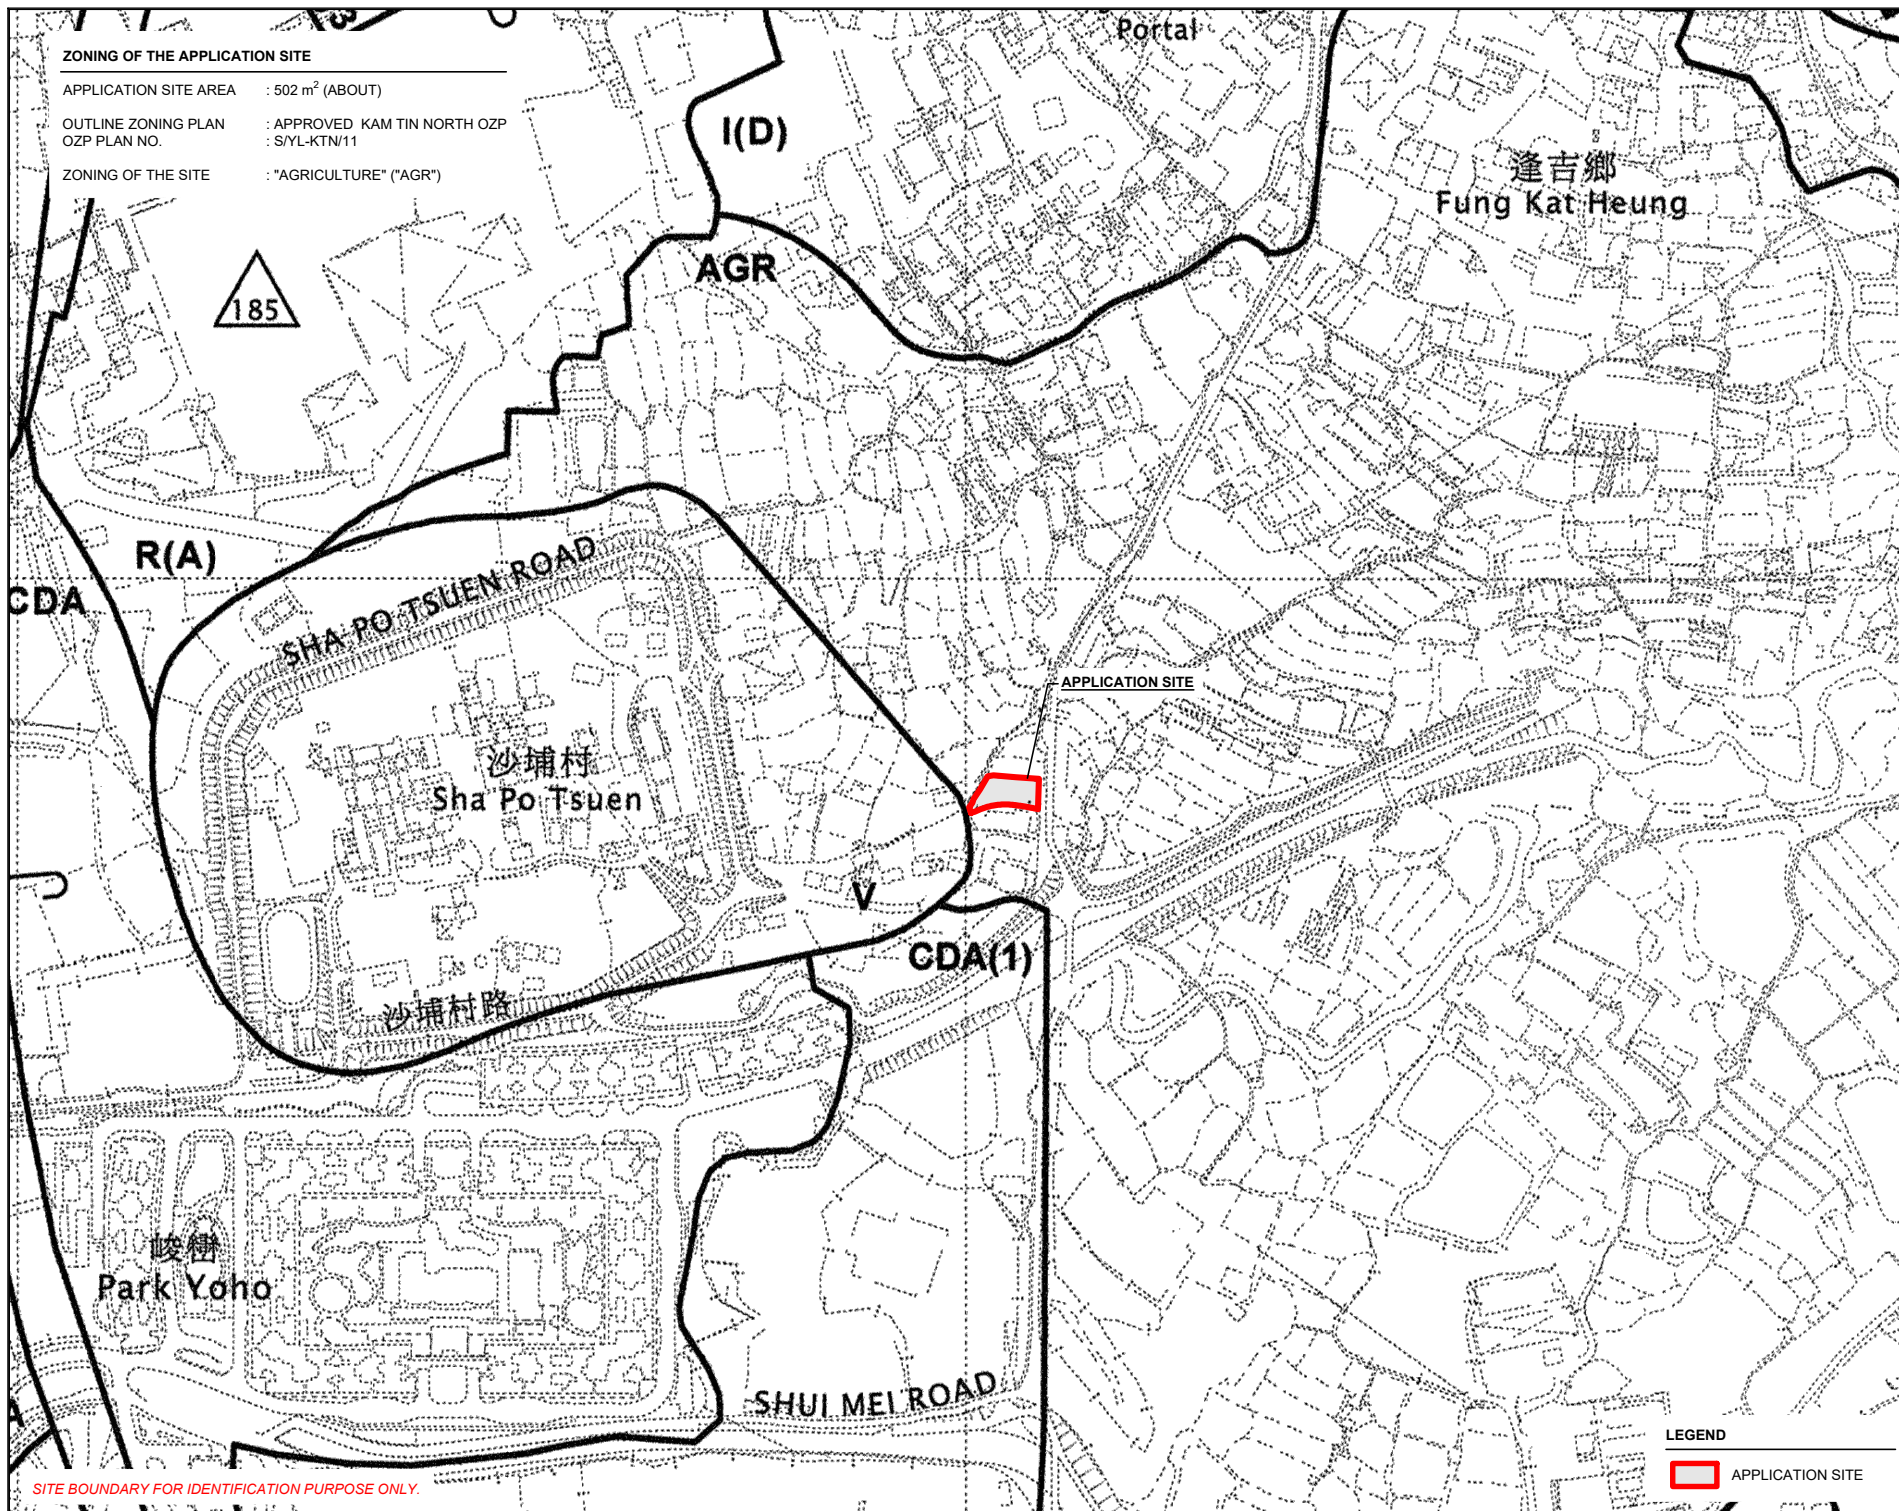 Portal
ZONING OF THE APPLICATION SITE
APPLICATION SITE AREA : 502 m² (ABOUT)
OUTLINE ZONING PLAN : APPROVED KAM TIN NORTH OZP
OZP PLAN NO. : S/YL-KTN/11
ZONING OF THE SITE : "AGRICULTURE" ("AGR")
I(D)
逢吉鄉
Fung Kat Heung
AGR
185
R(A)
CDA
SHA PO TSUEN ROAD
APPLICATION SITE
沙埔村
Sha Po Tsuen
V
CDA(1)
沙埔村路
峻巒
Park Yoho
SHUI MEI ROAD
LEGEND
APPLICATION SITE
SITE BOUNDARY FOR IDENTIFICATION PURPOSE ONLY.